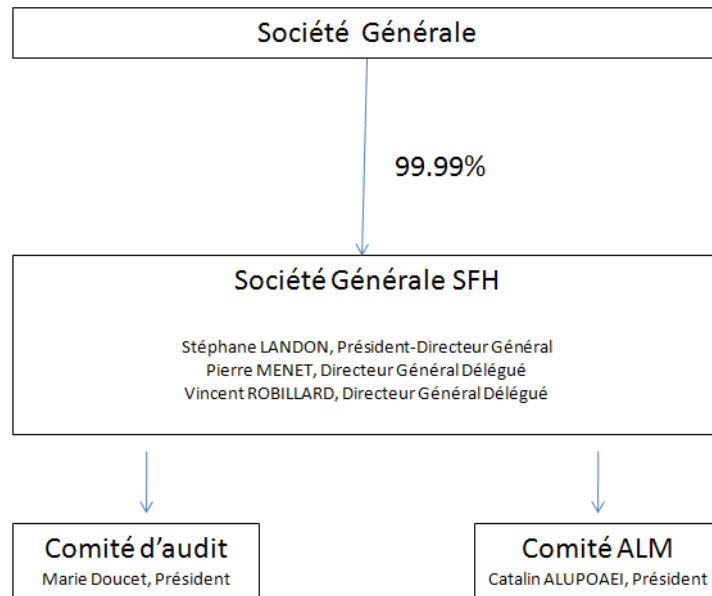 Société Générale
99.99%
Société Générale SFH
Stéphane LANDON, Président-Directeur Général
Pierre MENET, Directeur Général Délégué
Vincent ROBILLARD, Directeur Général Délégué
Comité d’audit
Marie Doucet, Président
Comité ALM
Catalin ALUPOAEI, Président